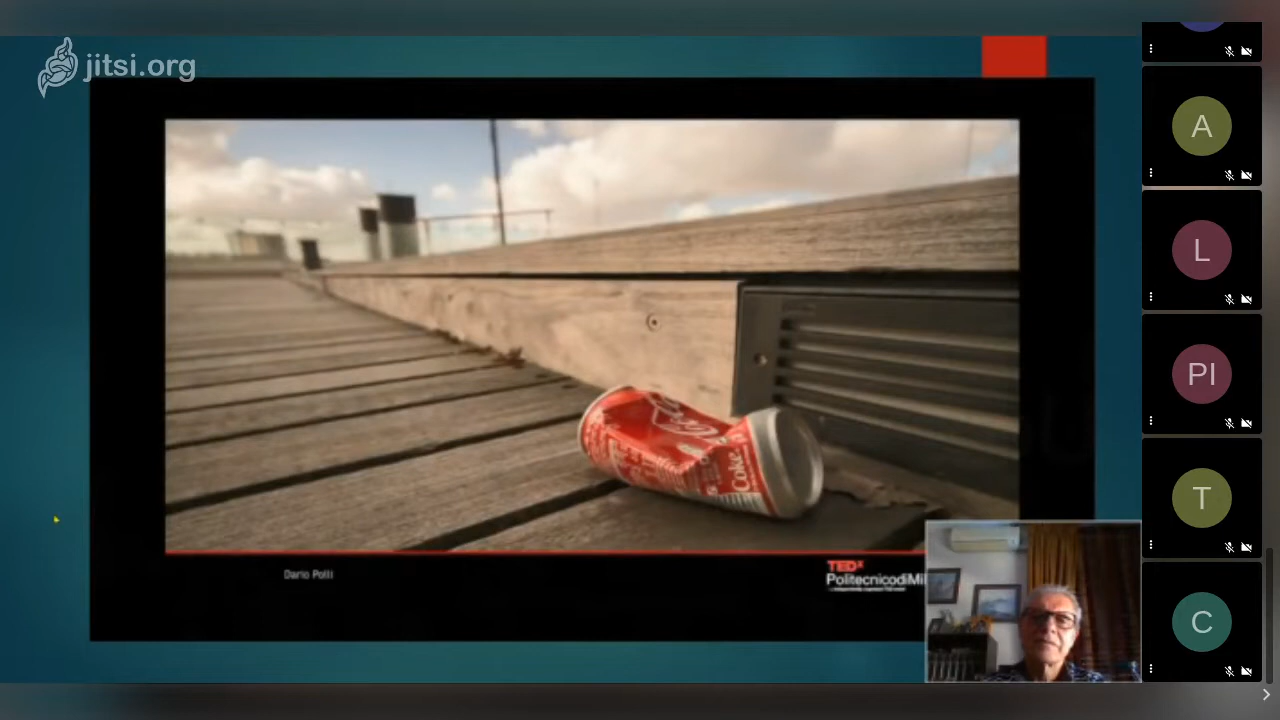 jitsi.org
A
L
PI
T
C
Coke
Dario Polli
TEDx
PolitecnicodiMil